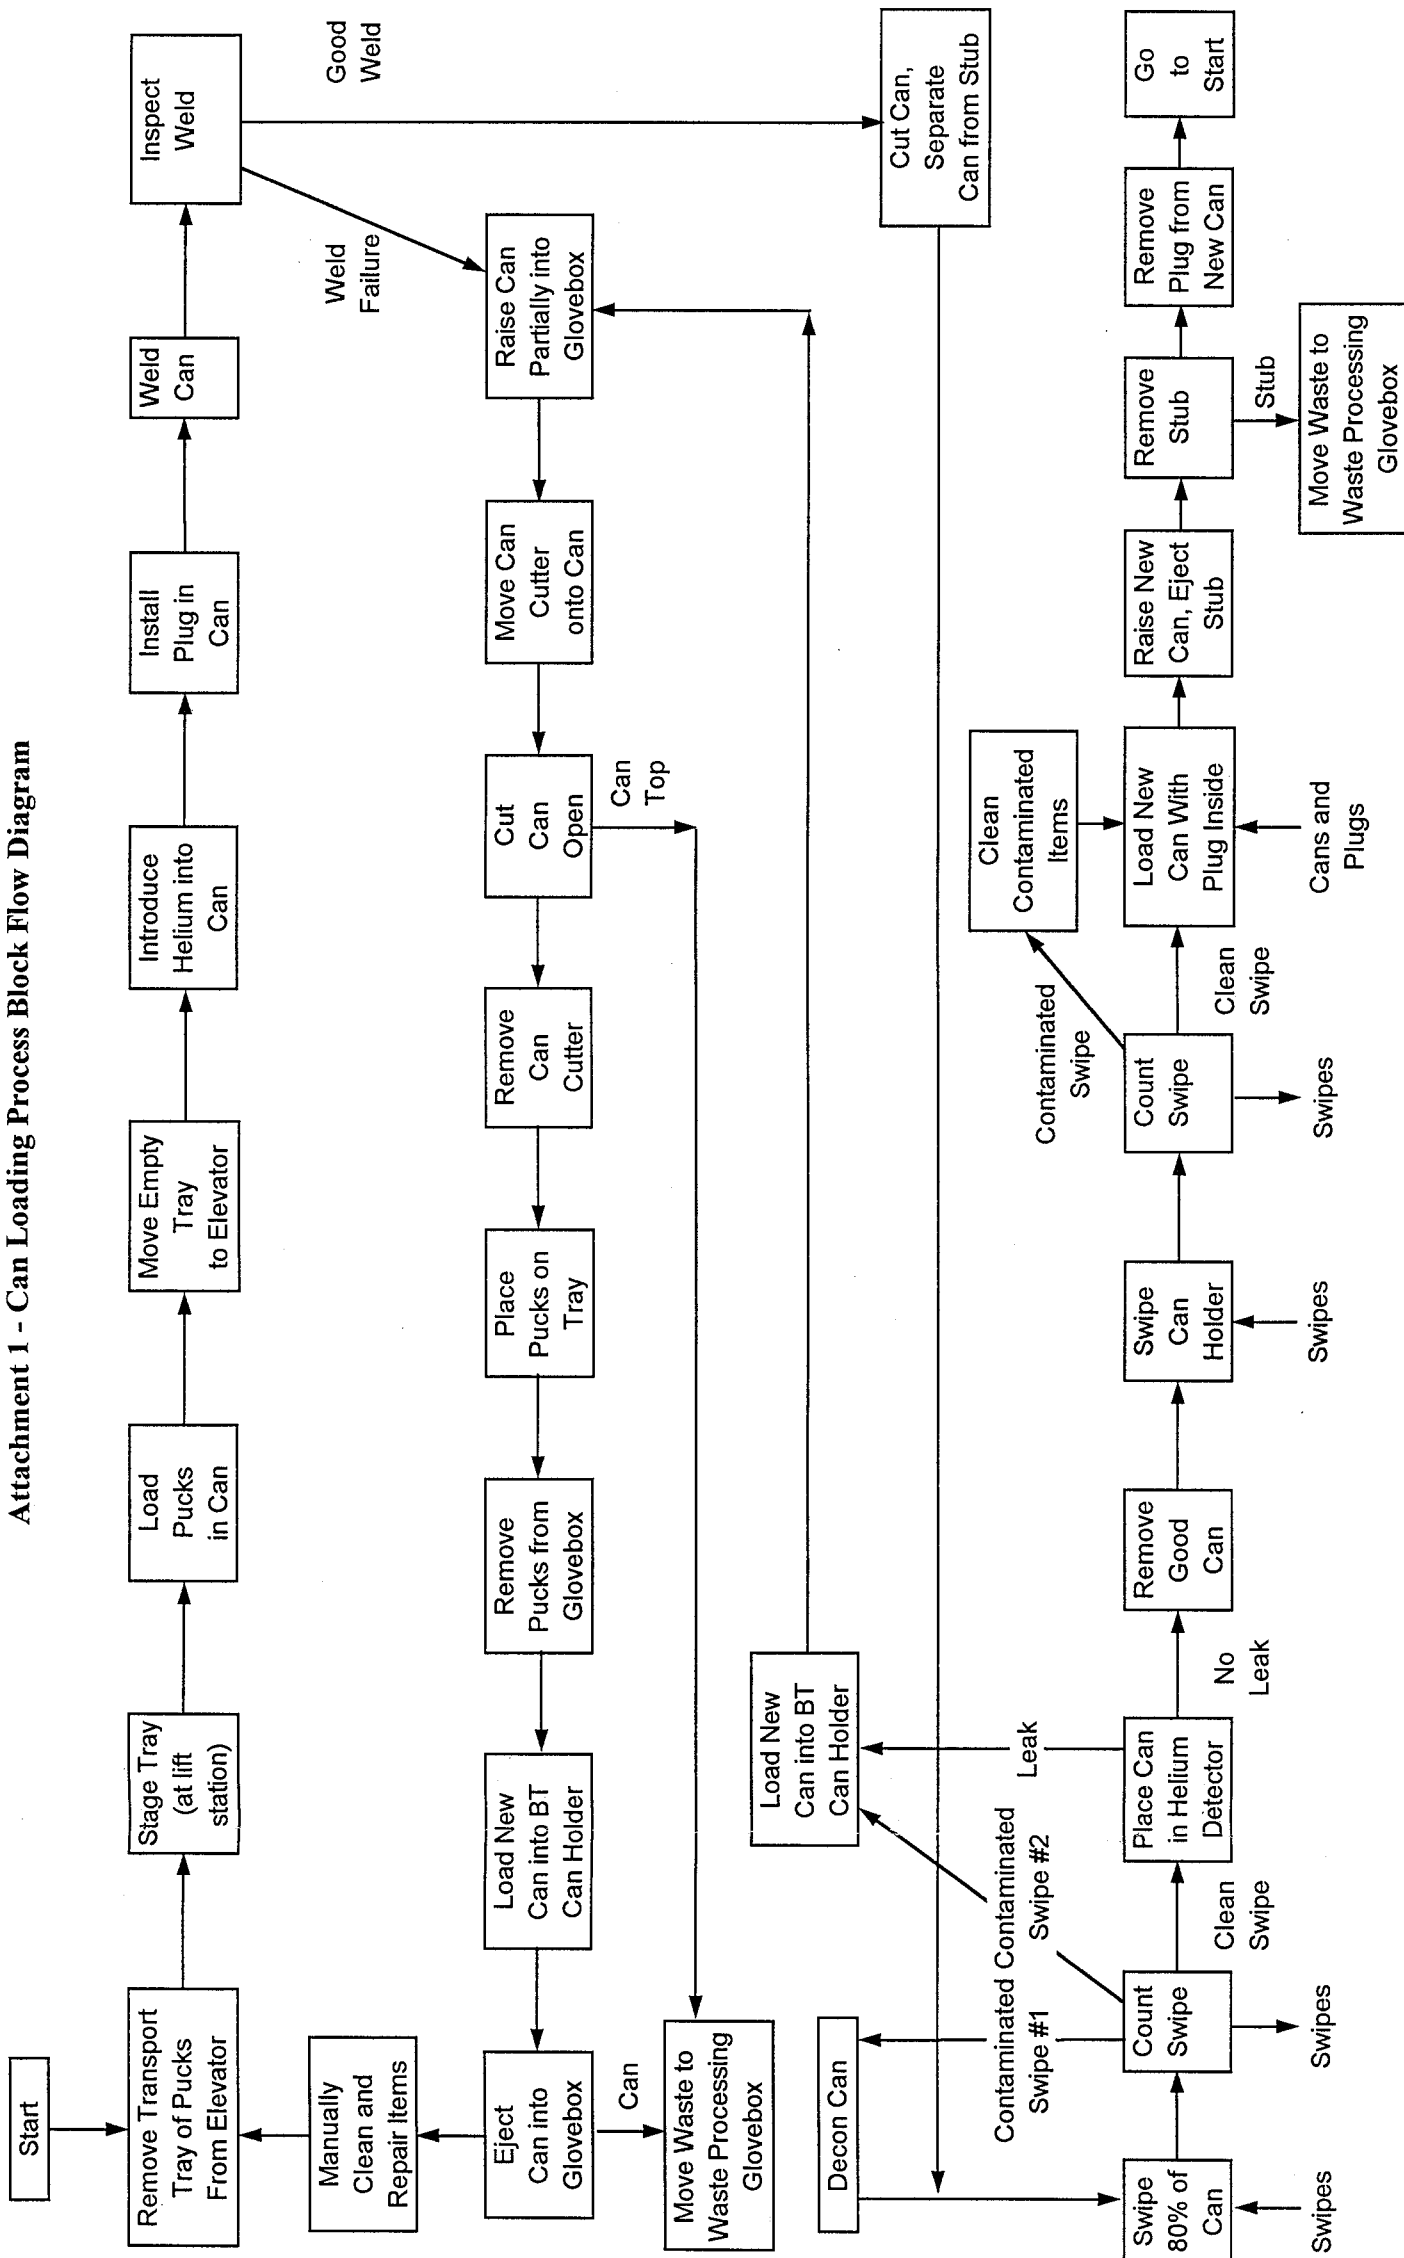 Attachment 1 - Can Loading Process Block Flow Diagram
Start
Remove Transport
Tray of Pucks
From Elevator
Stage Tray
(at lift
station)
Load
Pucks
in Can
Move Empty
Tray
to Elevator
Introduce
Helium into
Can
Install
Plug in
Can
Weld
Can
Inspect
Weld
Good
Weld
Weld
Failure
Manually
Clean and
Repair Items
Eject
Can into
Glovebox
Load New
Can into BT
Can Holder
Remove
Pucks from
Glovebox
Place
Pucks on
Tray
Remove
Can
Cutter
Cut
Can
Open
Move Can
Cutter
onto Can
Raise Can
Partially into
Glovebox
Can
Can
Top
Move Waste to
Waste Processing
Glovebox
Load New
Can into BT
Can Holder
Cut Can,
Separate
Can from Stub
Decon Can
Contaminated
Swipe #1
Contaminated
Swipe #2
Leak
Contaminated
Swipe
Clean
Contaminated
Items
Swipe
80% of
Can
Count
Swipe
Clean
Swipe
Place Can
in Helium
Detector
No
Leak
Remove
Good
Can
Swipe
Can
Holder
Count
Swipe
Clean
Swipe
Load New
Can With
Plug Inside
Raise New
Can, Eject
Stub
Remove
Stub
Remove
Plug from
New Can
Go
to
Start
Swipes
Swipes
Swipes
Swipes
Cans and
Plugs
Stub
Move Waste to
Waste Processing
Glovebox